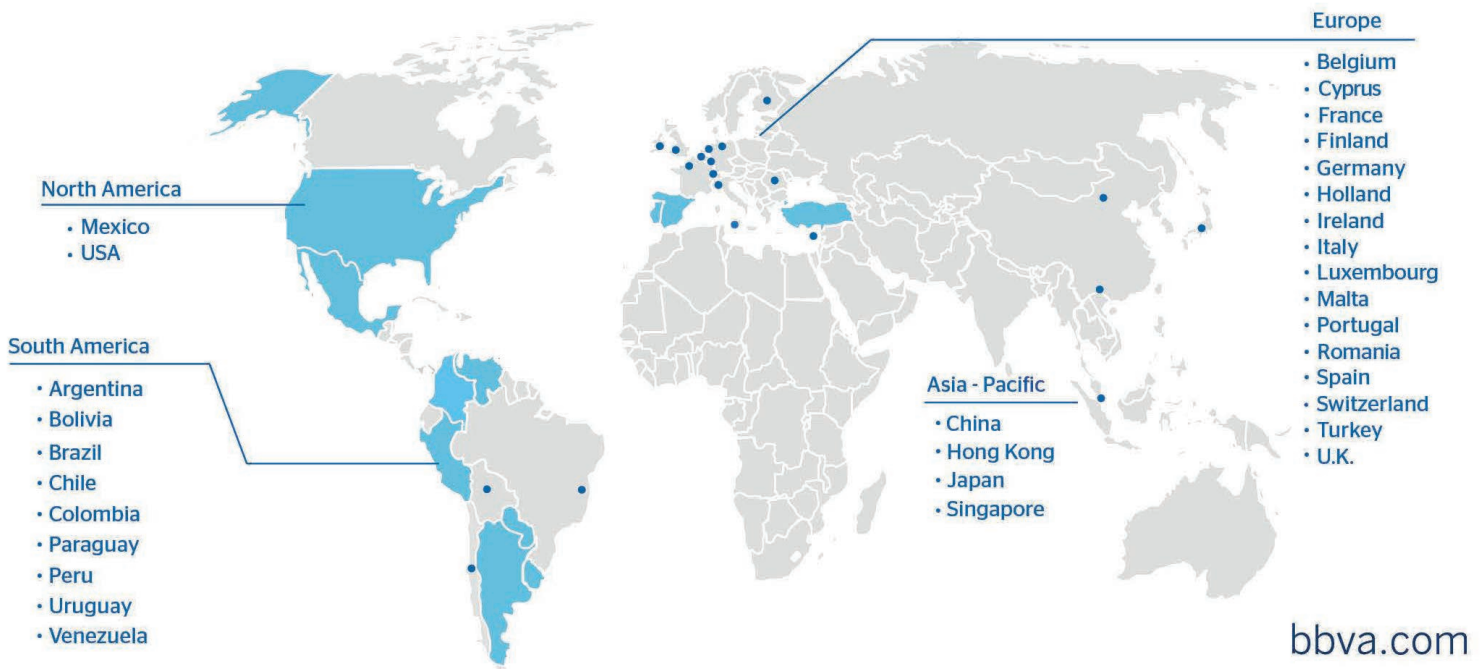 North America
• Mexico
• USA
South America
• Argentina
• Bolivia
• Brazil
• Chile
• Colombia
• Paraguay
• Peru
• Uruguay
• Venezuela
Asia - Pacific
• China
• Hong Kong
• Japan
• Singapore
Europe
• Belgium
• Cyprus
• France
• Finland
• Germany
• Holland
• Ireland
• Italy
• Luxembourg
• Malta
• Portugal
• Romania
• Spain
• Switzerland
• Turkey
• U.K.
bbva.com